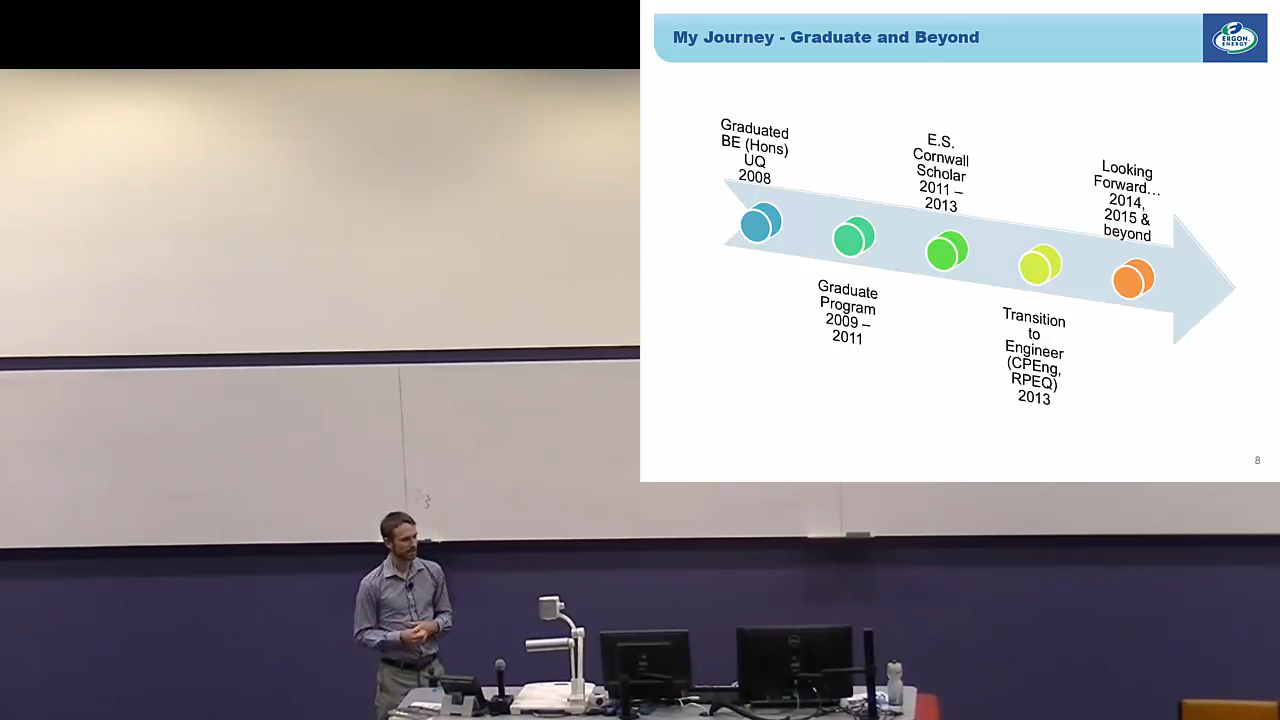 My Journey - Graduate and Beyond
ERGON
ENERGY
Graduated
BE (Hons)
UQ
2008
Graduate
Program
2009 –
2011
E.S.
Cornwall
Scholar
2011 –
2013
Transition
to
Engineer
(CPEng,
RPEQ)
2013
Looking
Forward…
2014,
2015 &
beyond
8